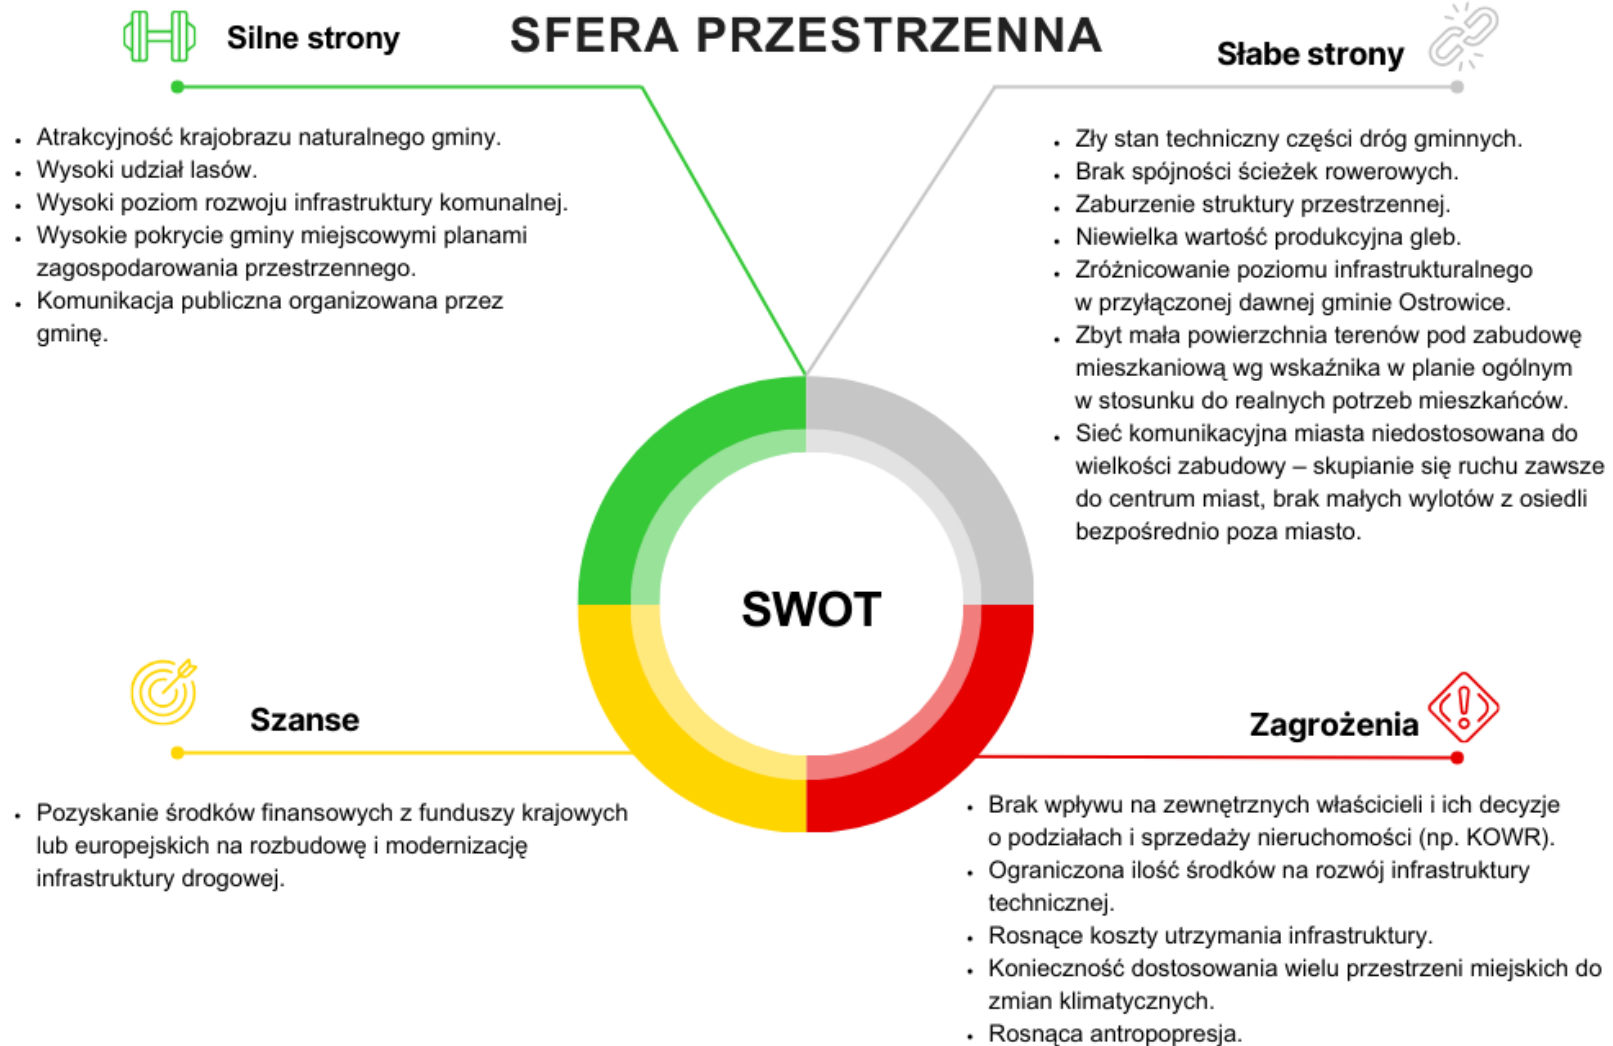 SFERA PRZESTRZENNA
Silne strony
• Atrakcyjność krajobrazu naturalnego gminy.
• Wysoki udział lasów.
• Wysoki poziom rozwoju infrastruktury komunalnej.
• Wysokie pokrycie gminy miejscowymi planami
zagospodarowania przestrzennego.
• Komunikacja publiczna organizowana przez
gminę.
Słabe strony
• Zły stan techniczny części dróg gminnych.
• Brak spójności ścieżek rowerowych.
• Zaburzenie struktury przestrzennej.
• Niewielka wartość produkcyjna gleb.
• Zróżnicowanie poziomu infrastrukturalnego
w przyłączonej dawnej gminie Ostrowice.
• Zbyt mała powierzchnia terenów pod zabudowę
mieszkaniową wg wskaźnika w planie ogólnym
w stosunku do realnych potrzeb mieszkańców.
• Sieć komunikacyjna miasta niedostosowana do
wielkości zabudowy – skupianie się ruchu zawsze
do centrum miast, brak małych wylotów z osiedli
bezpośrednio poza miasto.
SWOT
Szanse
• Pozyskanie środków finansowych z funduszy krajowych
lub europejskich na rozbudowę i modernizację
infrastruktury drogowej.
Zagrożenia
• Brak wpływu na zewnętrznych właścicieli i ich decyzje
o podziałach i sprzedaży nieruchomości (np. KOWR).
• Ograniczona ilość środków na rozwój infrastruktury
technicznej.
• Rosnące koszty utrzymania infrastruktury.
• Konieczność dostosowania wielu przestrzeni miejskich do
zmian klimatycznych.
• Rosnąca antropopresja.